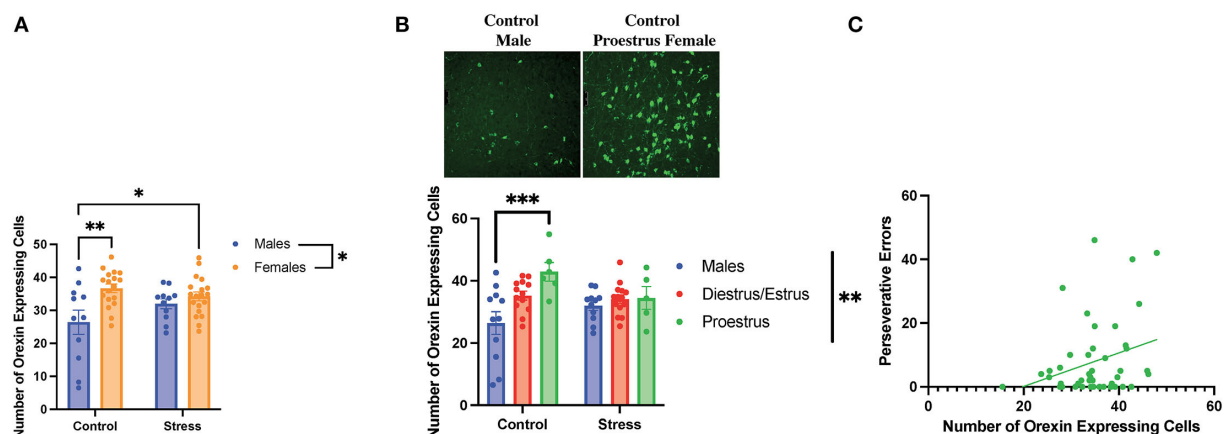 A
Number of Orexin Expressing Cells
50
40
30
20
10
0
*
**
Control
Stress
Males
Females
*
B
Control
Male
Control
Proestrus Female
Number of Orexin Expressing Cells
60
40
20
0
***
Control
Stress
Males
Diestrus/Estrus
Proestrus
**
C
Perseverative Errors
60
40
20
0
0
20
40
60
Number of Orexin Expressing Cells